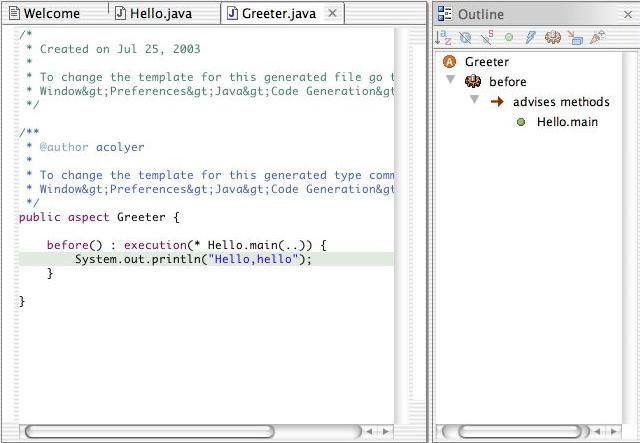 Welcome
Hello.java
Greeter.java
/*
* Created on Jul 25, 2003
*
* To change the template for this generated file go t
* Window&gt;Preferences&gt;Java&gt;Code Generation&gt
*/
/**
* @author acolyer
*
* To change the template for this generated type comm
* Window&gt;Preferences&gt;Java&gt;Code Generation&gt
*/
public aspect Greeter {
before() : execution(* Hello.main(..)) {
System.out.println("Hello,hello");
}
}
Outline
A Greeter
before
advises methods
Hello.main